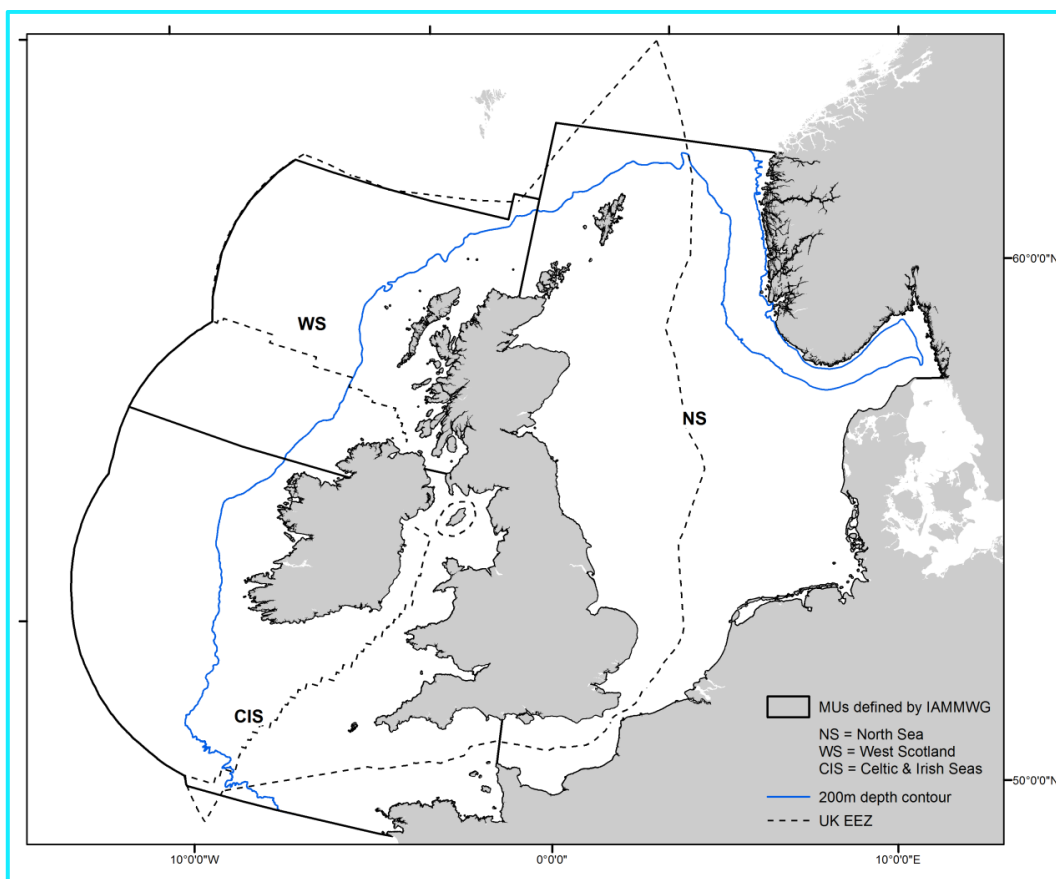 WS
NS
CIS
60°0'0"N
50°0'0"N
MUs defined by IAMMWG
NS = North Sea
WS = West Scotland
CIS = Celtic & Irish Seas
200m depth contour
UK EEZ
10°0'0"W
0°0'0"
10°0'0"E